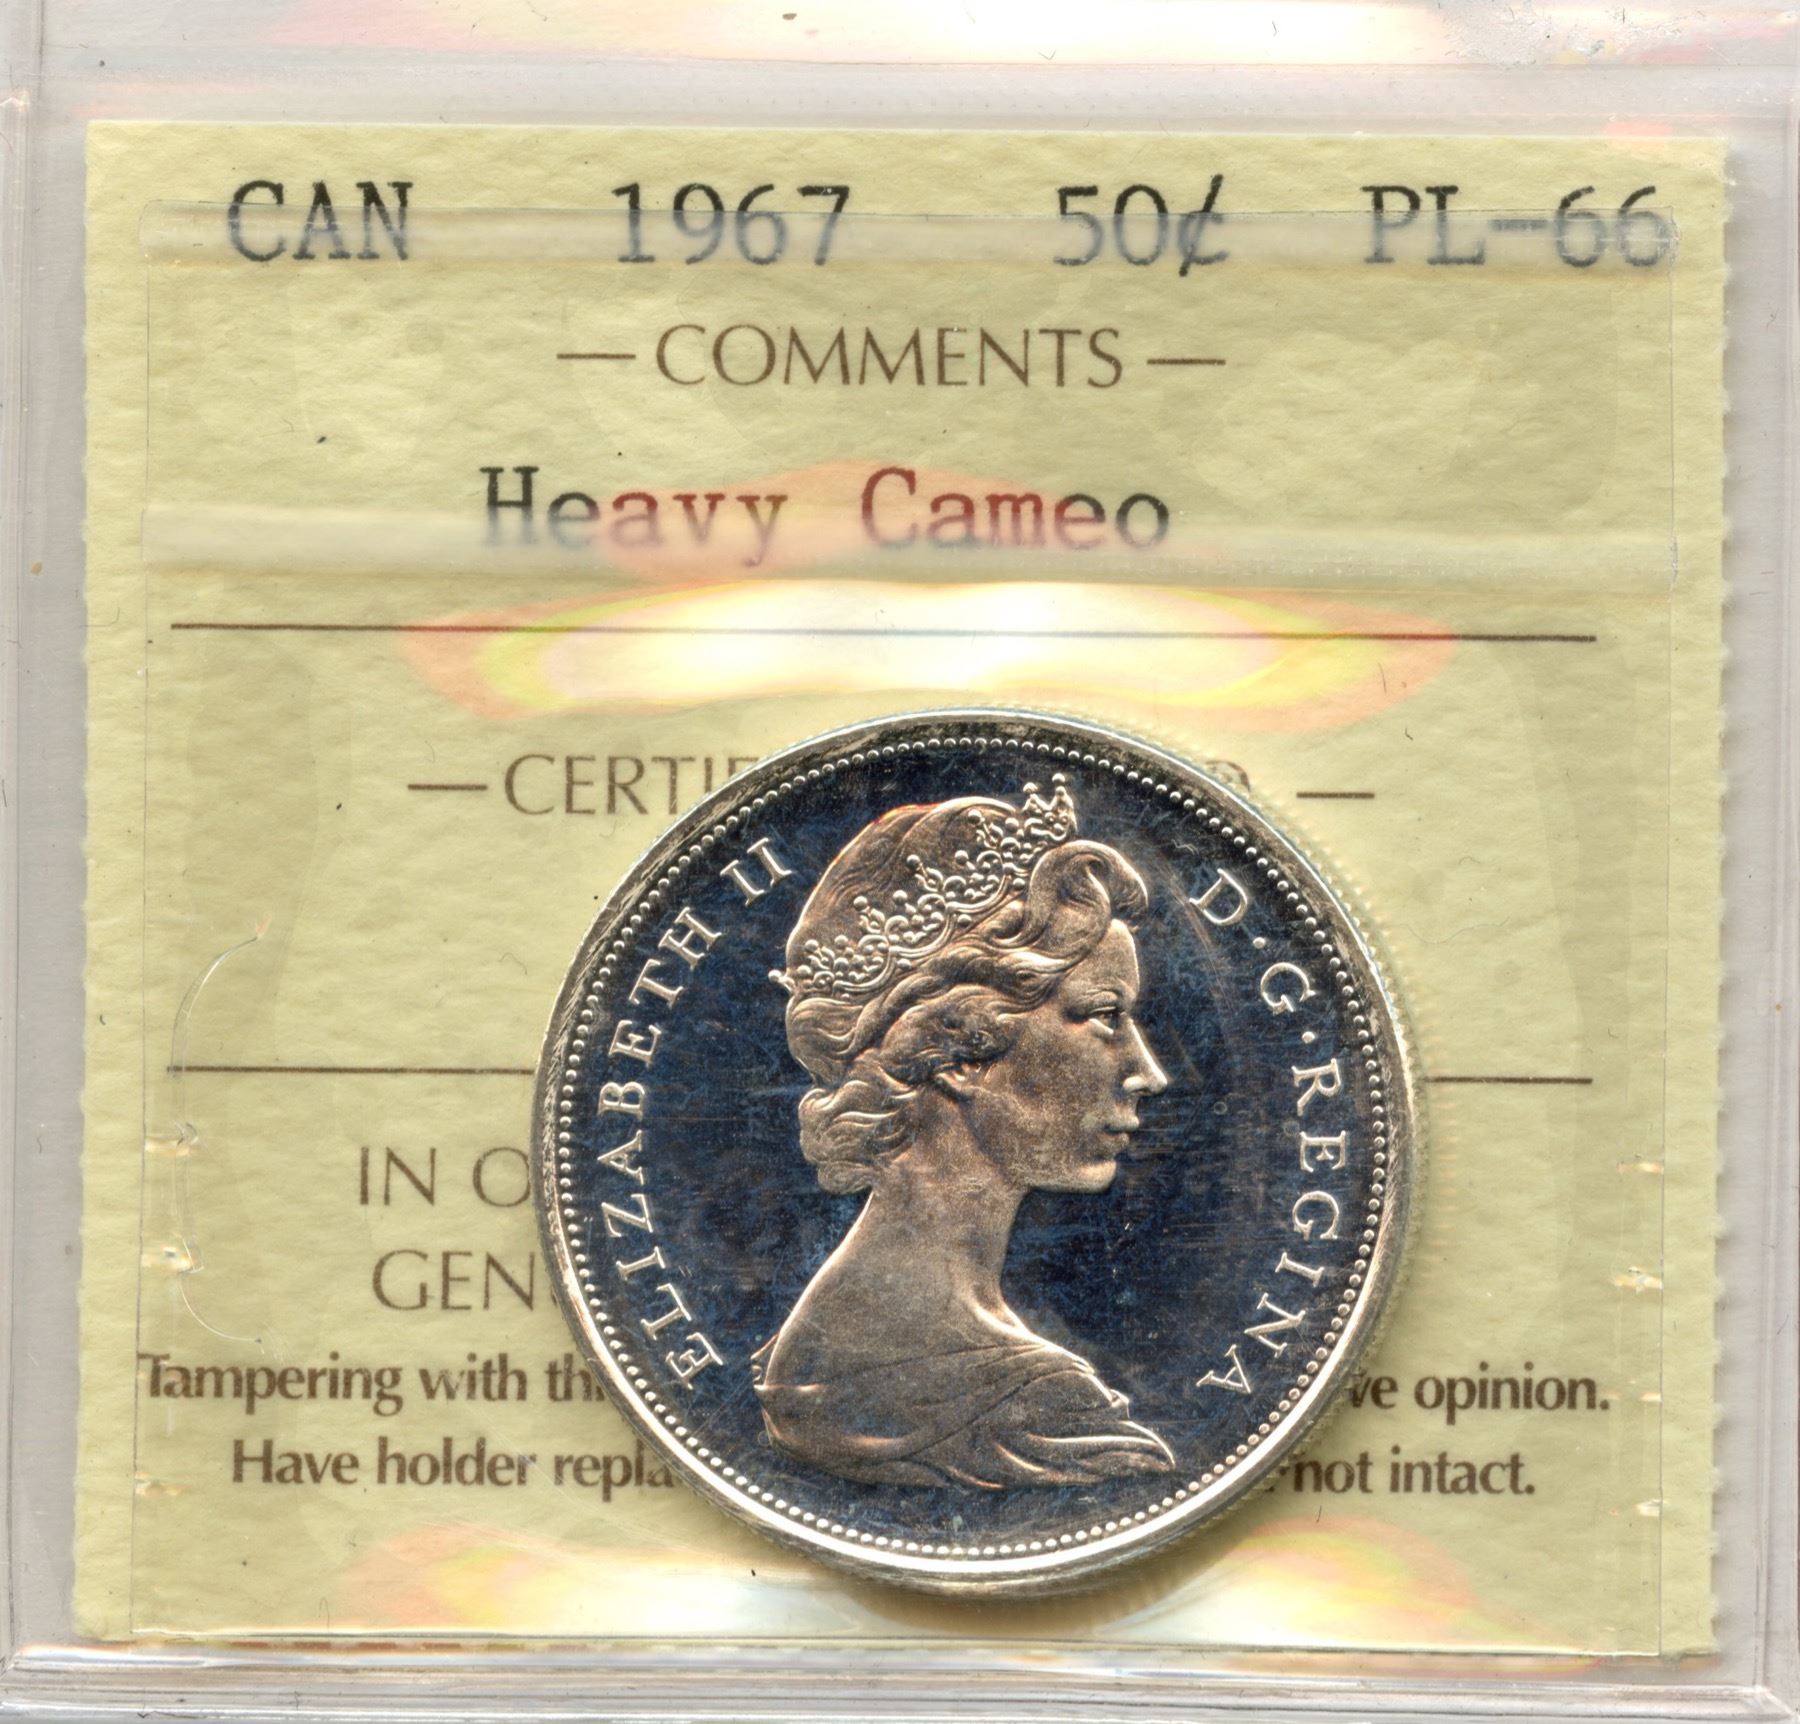 CAN 1967 50¢ PL-66
— COMMENTS —
Heavy Cameo
— CERTI —
IN O
GEN
Tampering with th ve opinion.
Have holder repla not intact.
ELIZABETH II D·G·REGINA